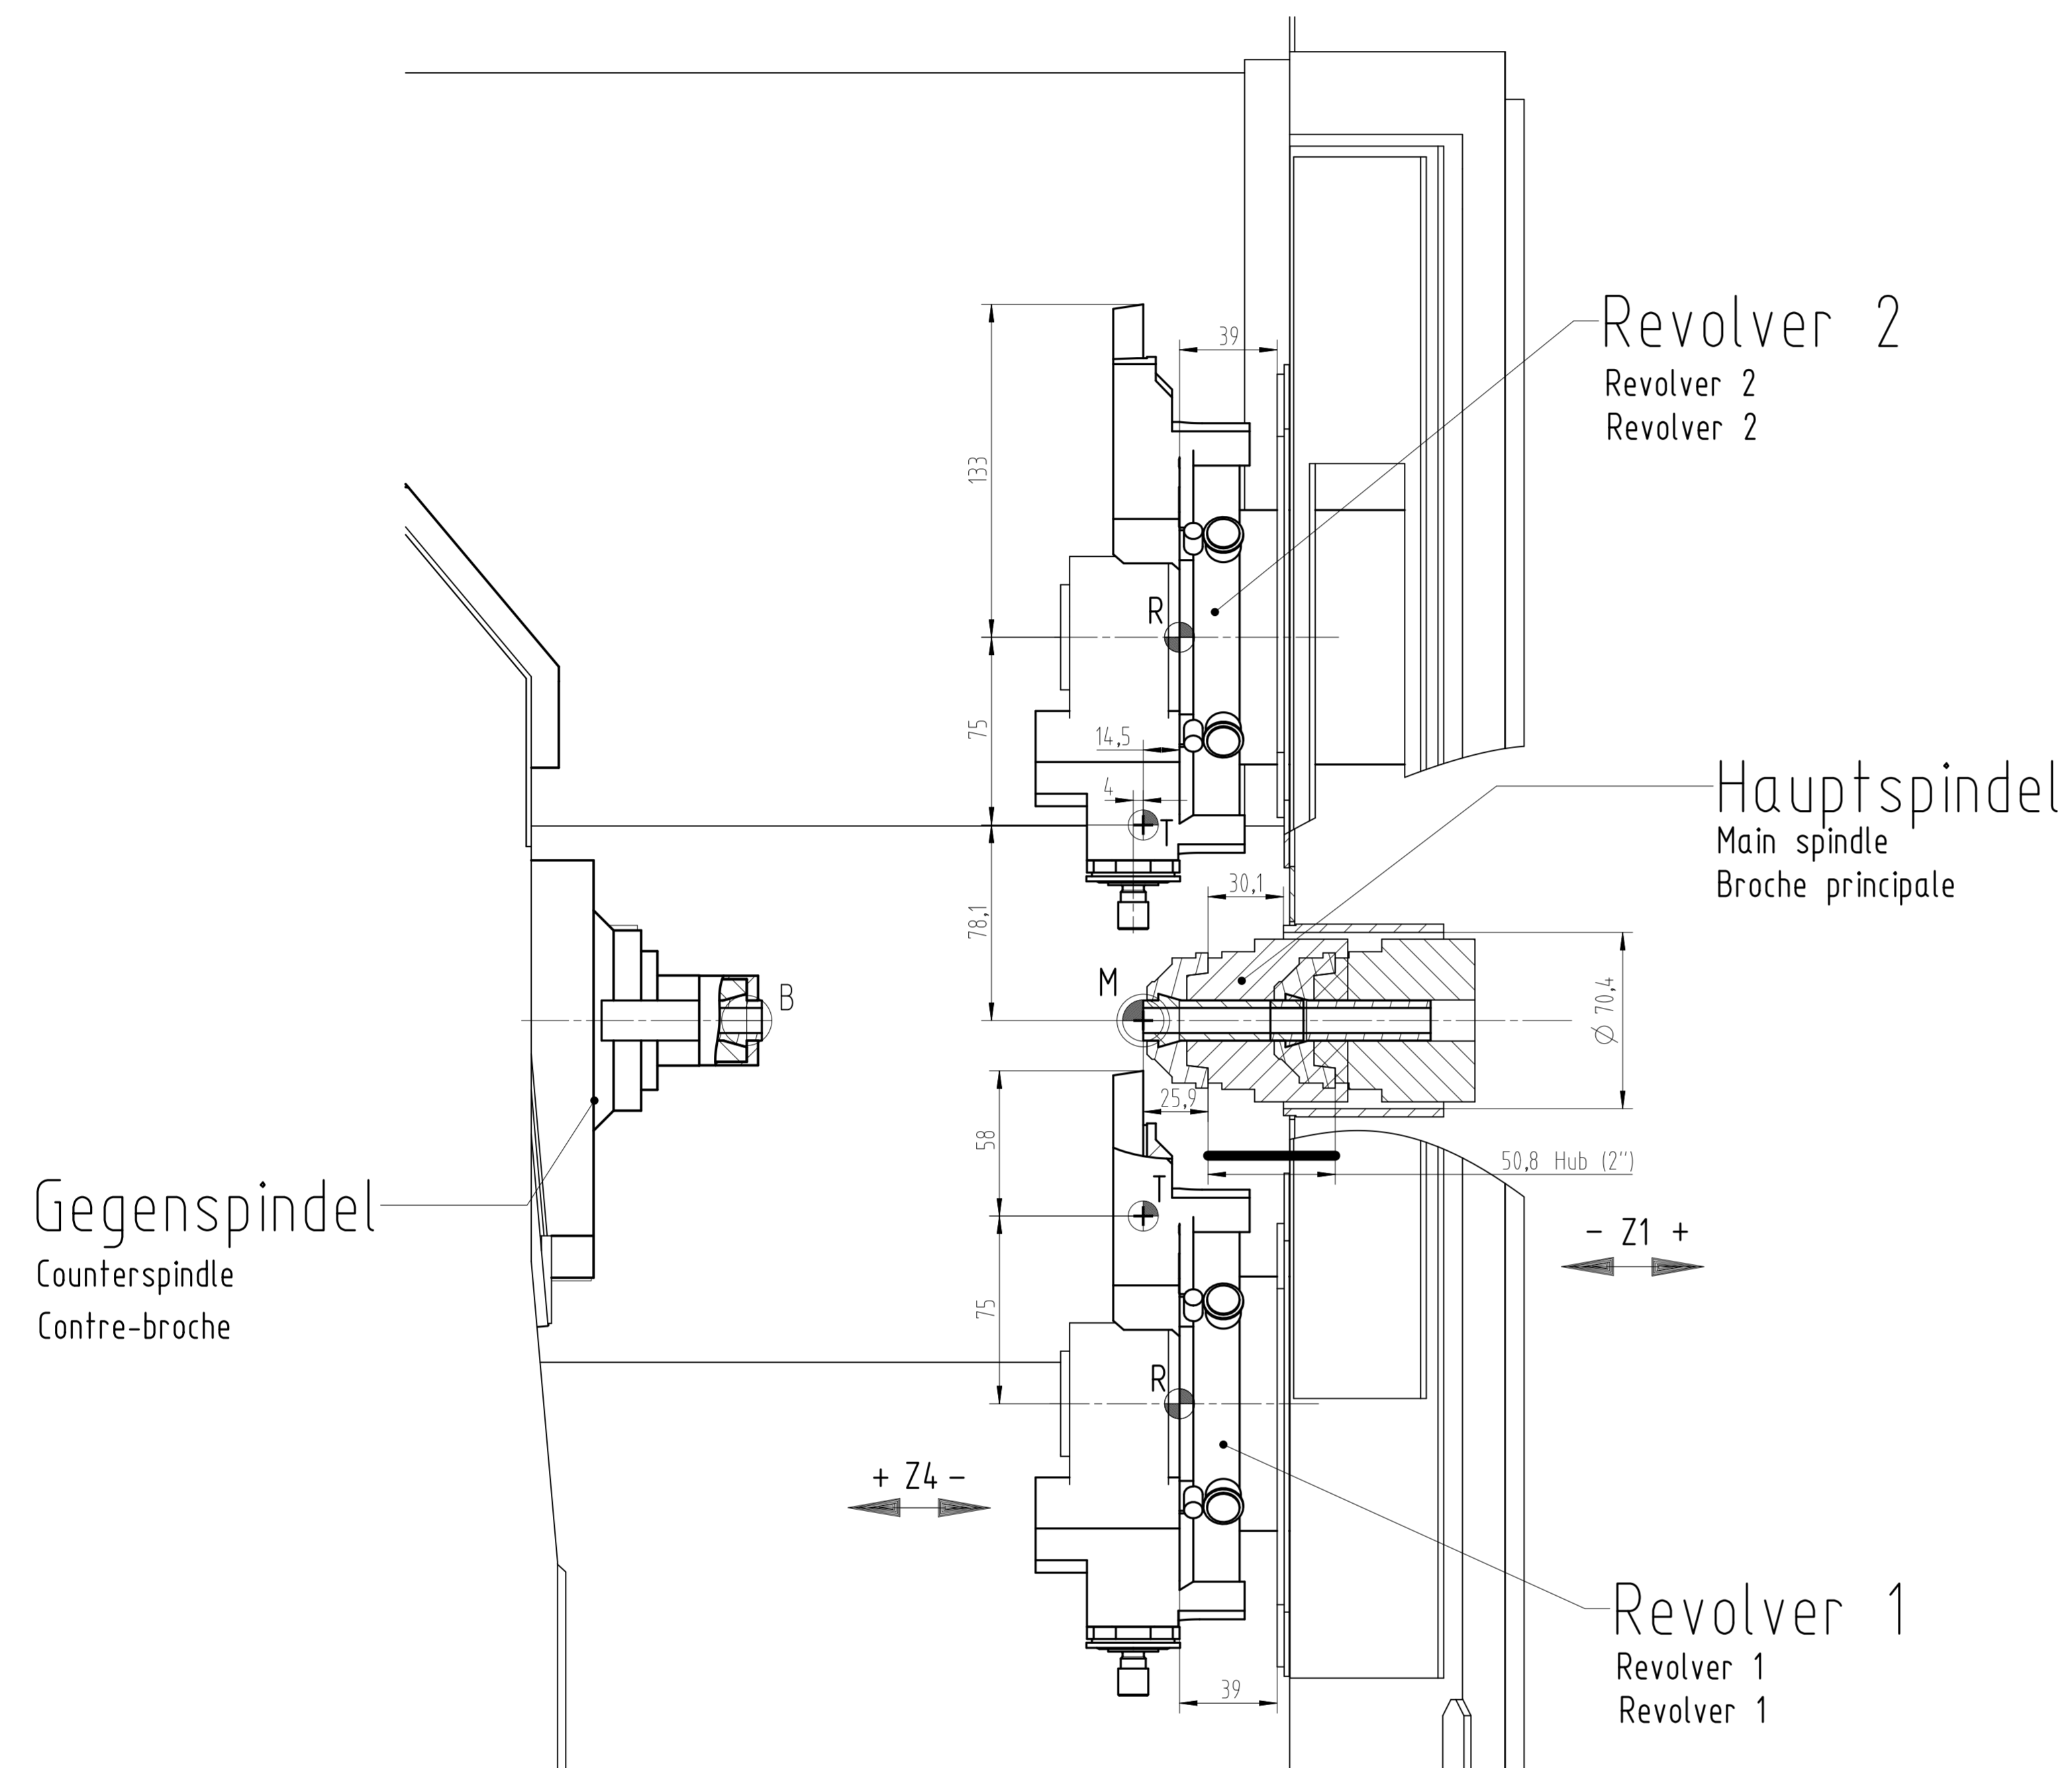 Revolver 2
Revolver 2
Revolver 2
39
133
R
75
14,5
4
T
Hauptspindel
Main spindle
Broche principale
30,1
78,1
M
B
Ø 70,4
25,9
58
50,8 Hub (2")
T
Gegenspindel
Counterspindle
Contre-broche
- Z1 +
75
R
+ Z4 -
Revolver 1
Revolver 1
Revolver 1
39